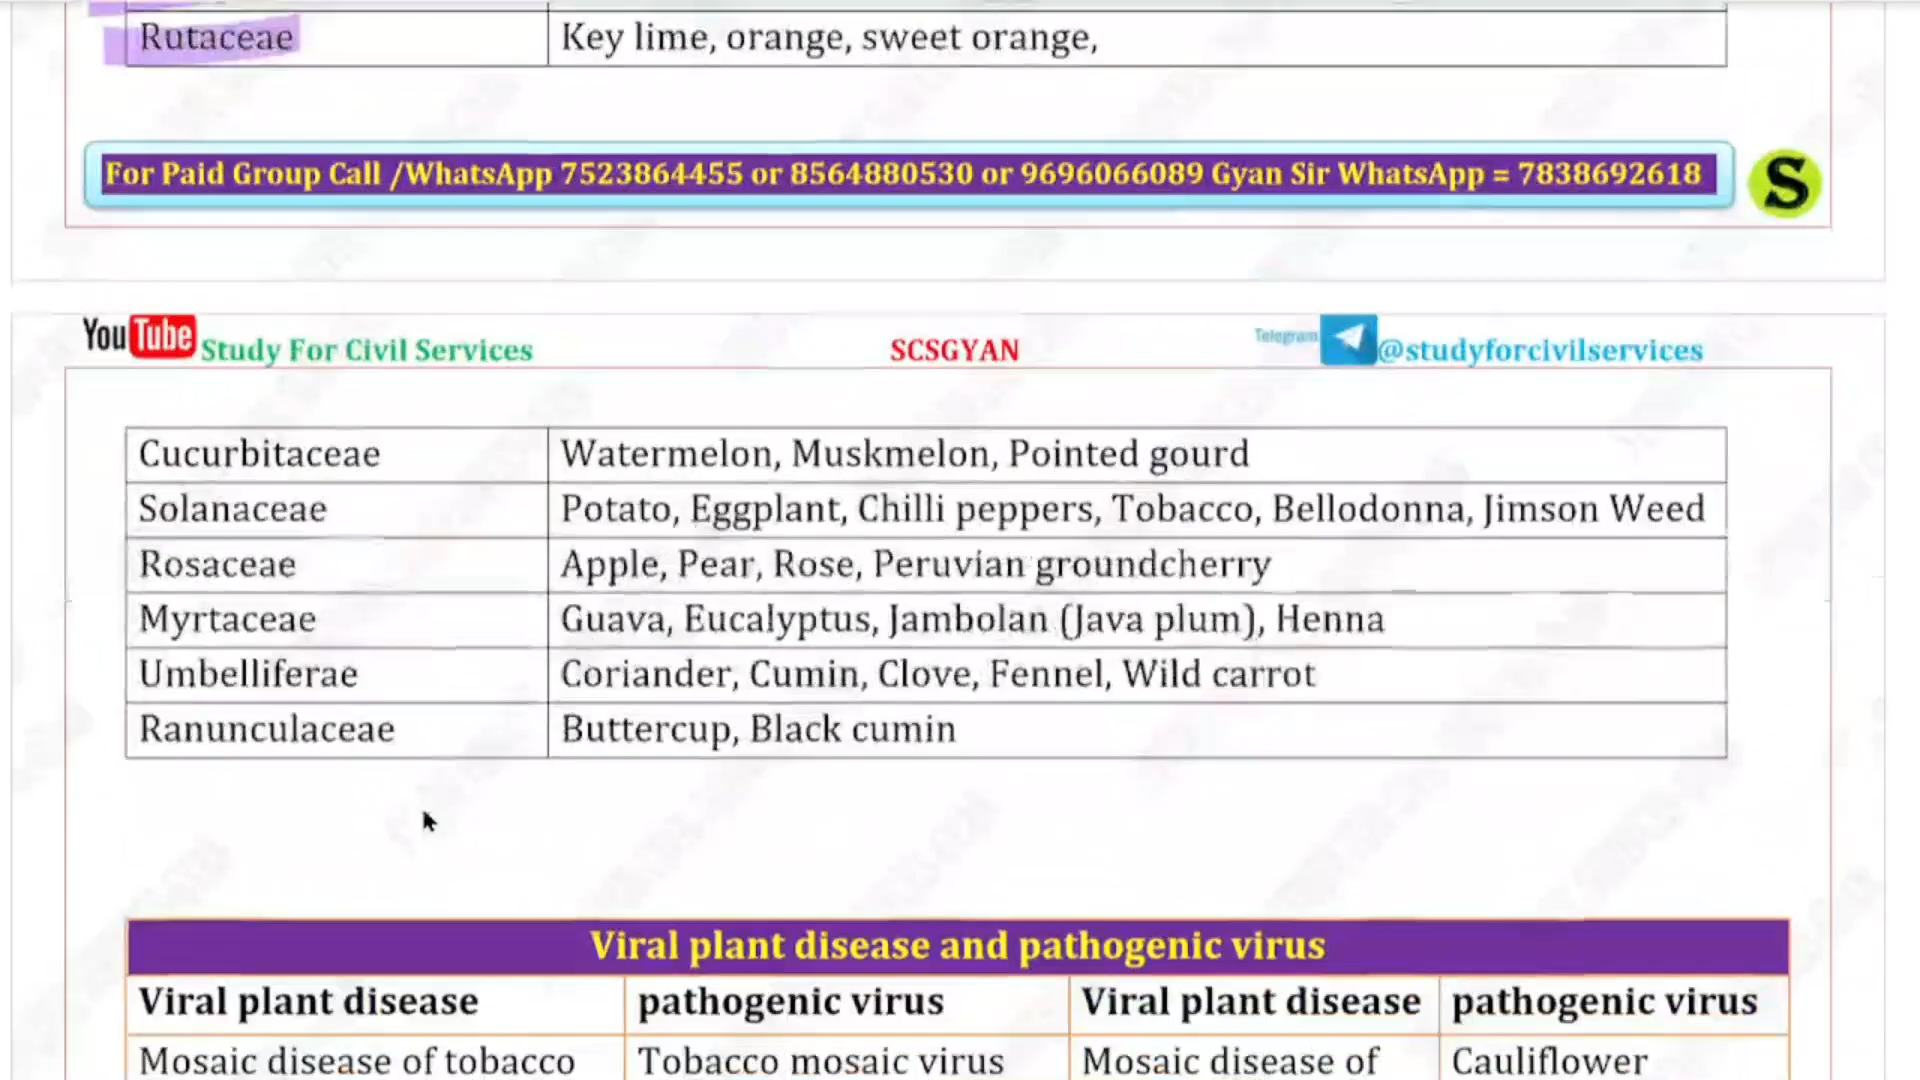 Rutaceae Key lime, orange, sweet orange,
For Paid Group Call /WhatsApp 7523864455 or 8564880530 or 9696066089 Gyan Sir WhatsApp = 7838692618
S
YouTube Study For Civil Services SCSGYAN Telegram @studyforcivilservices
Cucurbitaceae Watermelon, Muskmelon, Pointed gourd
Solanaceae Potato, Eggplant, Chilli peppers, Tobacco, Bellodonna, Jimson Weed
Rosaceae Apple, Pear, Rose, Peruvian groundcherry
Myrtaceae Guava, Eucalyptus, Jambolan (Java plum), Henna
Umbelliferae Coriander, Cumin, Clove, Fennel, Wild carrot
Ranunculaceae Buttercup, Black cumin
Viral plant disease and pathogenic virus
Viral plant disease pathogenic virus Viral plant disease pathogenic virus
Mosaic disease of tobacco Tobacco mosaic virus Mosaic disease of Cauliflower